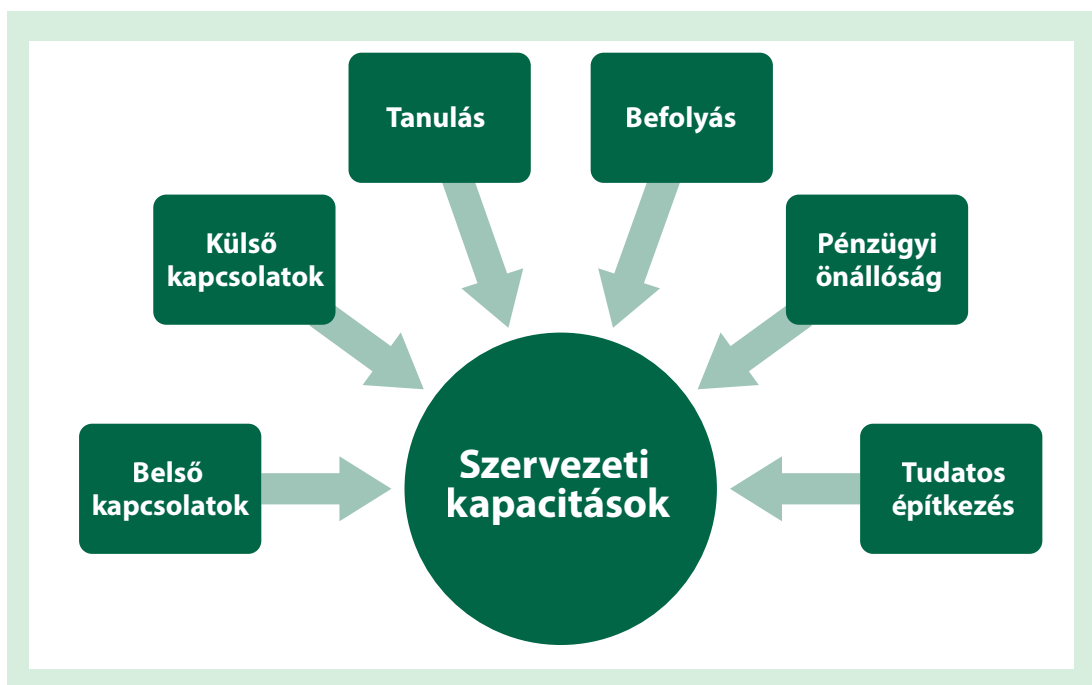 Tanulás
Befolyás
Külső
kapcsolatok
Pénzügyi
önállóság
Belső
kapcsolatok
Szervezeti
kapacitások
Tudatos
építkezés